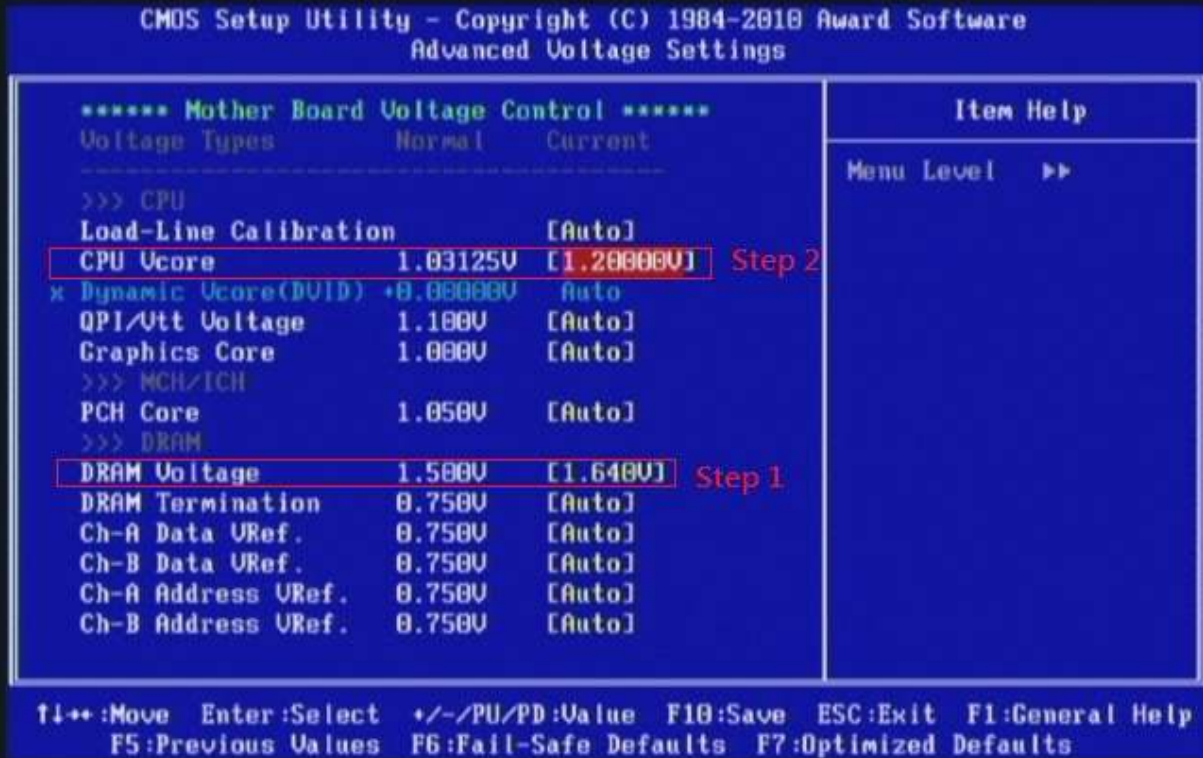 CMOS Setup Utility - Copyright (C) 1984-2010 Award Software
Advanced Voltage Settings
****** Mother Board Voltage Control ******
Voltage Types Normal Current
>>> CPU
Load-Line Calibration [Auto]
CPU Vcore 1.03125V [1.20000V] Step 2
x Dynamic Vcore(DVID) +0.00000V Auto
QPI/Vtt Voltage 1.100V [Auto]
Graphics Core 1.000V [Auto]
>>> MCH/ICH
PCH Core 1.050V [Auto]
>>> DRAM
DRAM Voltage 1.500V [1.640V] Step 1
DRAM Termination 0.750V [Auto]
Ch-A Data VRef. 0.750V [Auto]
Ch-B Data VRef. 0.750V [Auto]
Ch-A Address VRef. 0.750V [Auto]
Ch-B Address VRef. 0.750V [Auto]
Item Help
Menu Level ▶▶
↑↓→←:Move Enter:Select +/-/PU/PD:Value F10:Save ESC:Exit F1:General Help
F5:Previous Values F6:Fail-Safe Defaults F7:Optimized Defaults